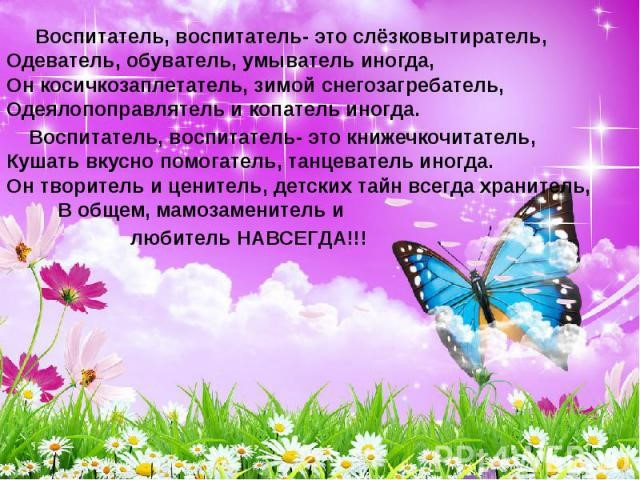 Воспитатель, воспитатель- это слёзковытиратель,
Одеватель, обуватель, умыватель иногда,
Он косичкозаплетатель, зимой снегозагребатель,
Одеялопоправлятель и копатель иногда.
Воспитатель, воспитатель- это книжечкочитатель,
Кушать вкусно помогатель, танцеватель иногда.
Он творитель и ценитель, детских тайн всегда хранитель,
В общем, мамозаменитель и
любитель НАВСЕГДА!!!